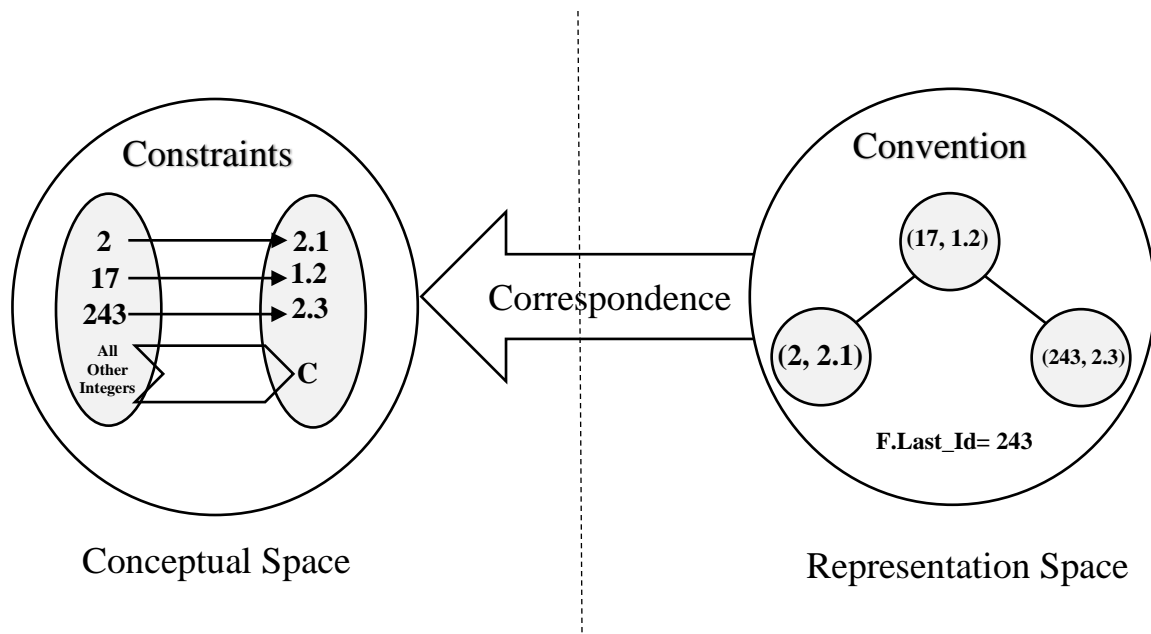 Constraints
2
2.1
17
1.2
243
2.3
All
Other
Integers
C
Conceptual Space
Correspondence
Convention
(17, 1.2)
(2, 2.1)
(243, 2.3)
F.Last_Id= 243
Representation Space